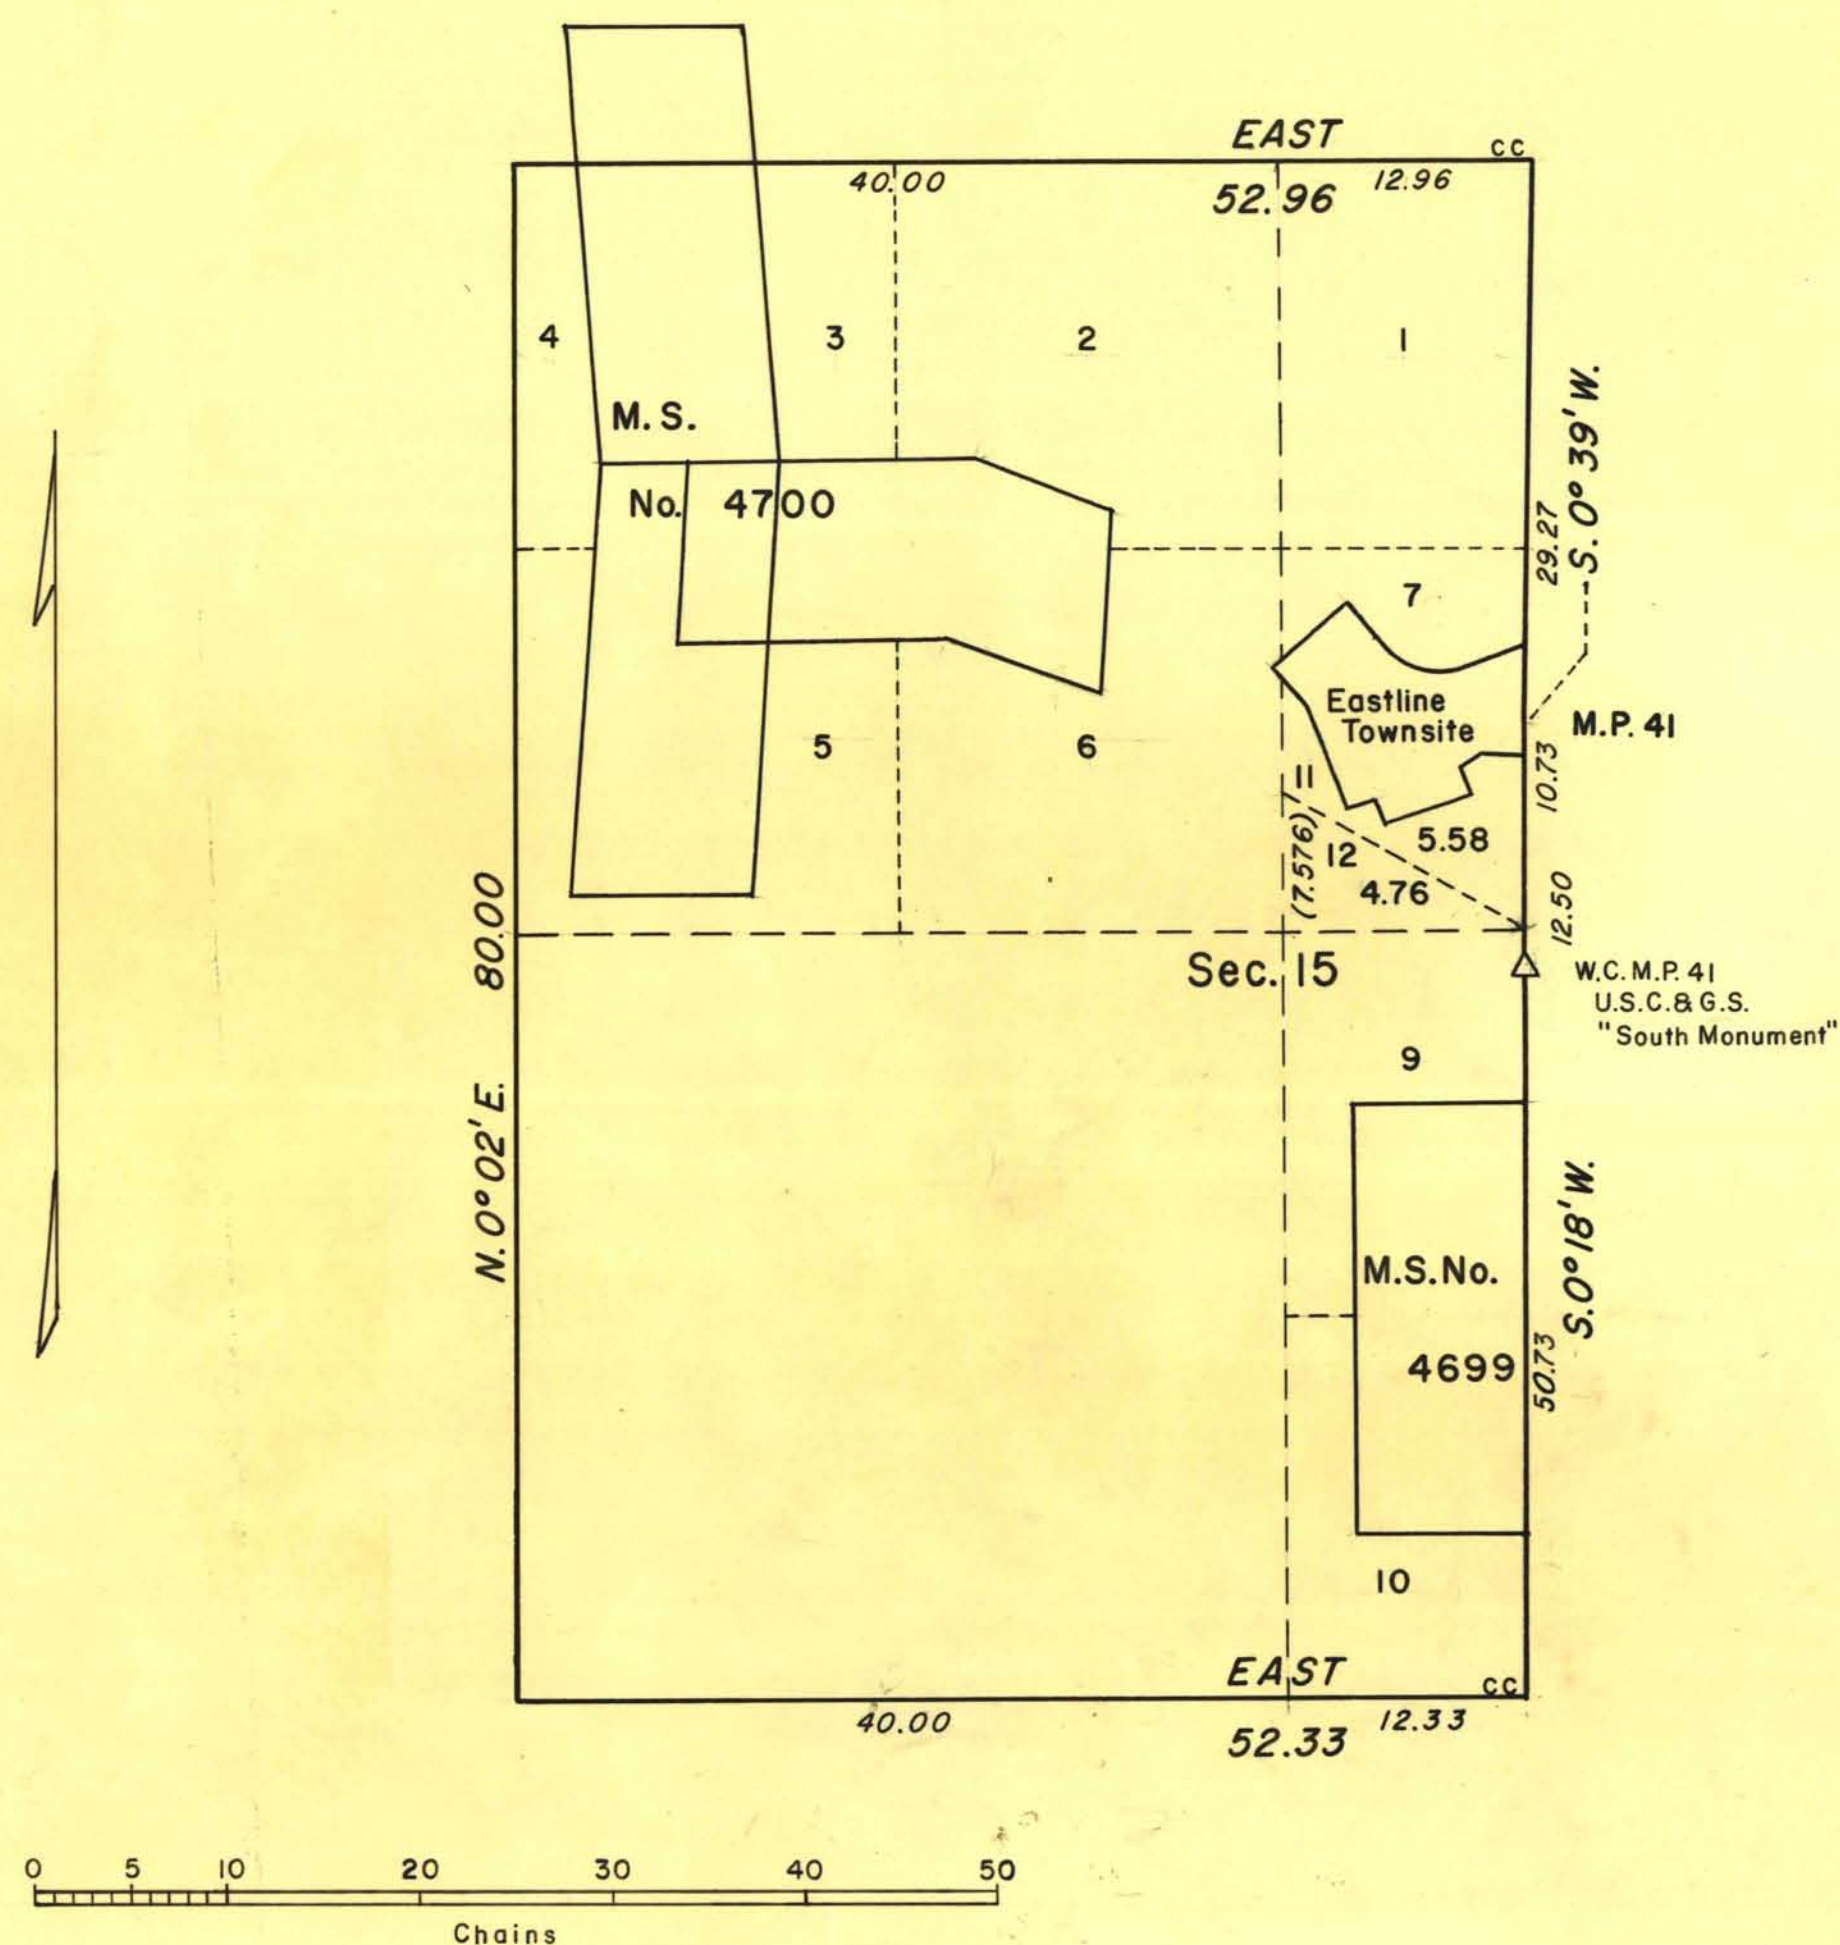 EAST
CC
40.00
12.96
52.96
4
3
2
1
S. 0° 39' W.
M. S.
No. 4700
29.27
7
Eastline
Townsite
M.P. 41
5
6
10.73
11
5.58
(7.576)
12
4.76
12.50
80.00
Sec. 15
W.C. M.P. 41
U.S.C. & G.S.
"South Monument"
9
N. 0° 02' E.
S. 0° 18' W.
M.S. No.
4699
50.73
10
EAST
CC
40.00
12.33
52.33
0 5 10 20 30 40 50
Chains